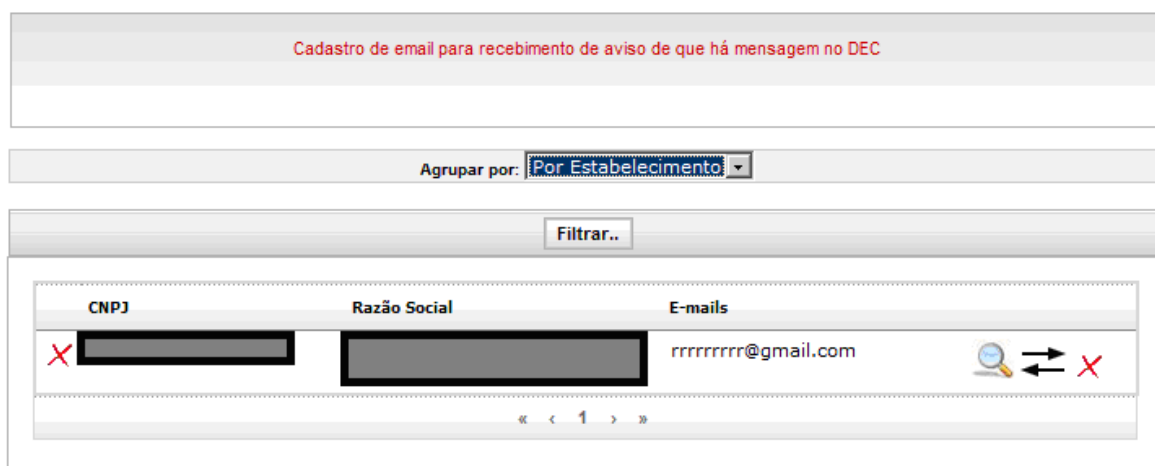 Cadastro de email para recebimento de aviso de que há mensagem no DEC
Agrupar por: Por Estabelecimento
Filtrar..
CNPJ Razão Social E-mails
rrrrrrrrr@gmail.com
« ‹ 1 › »